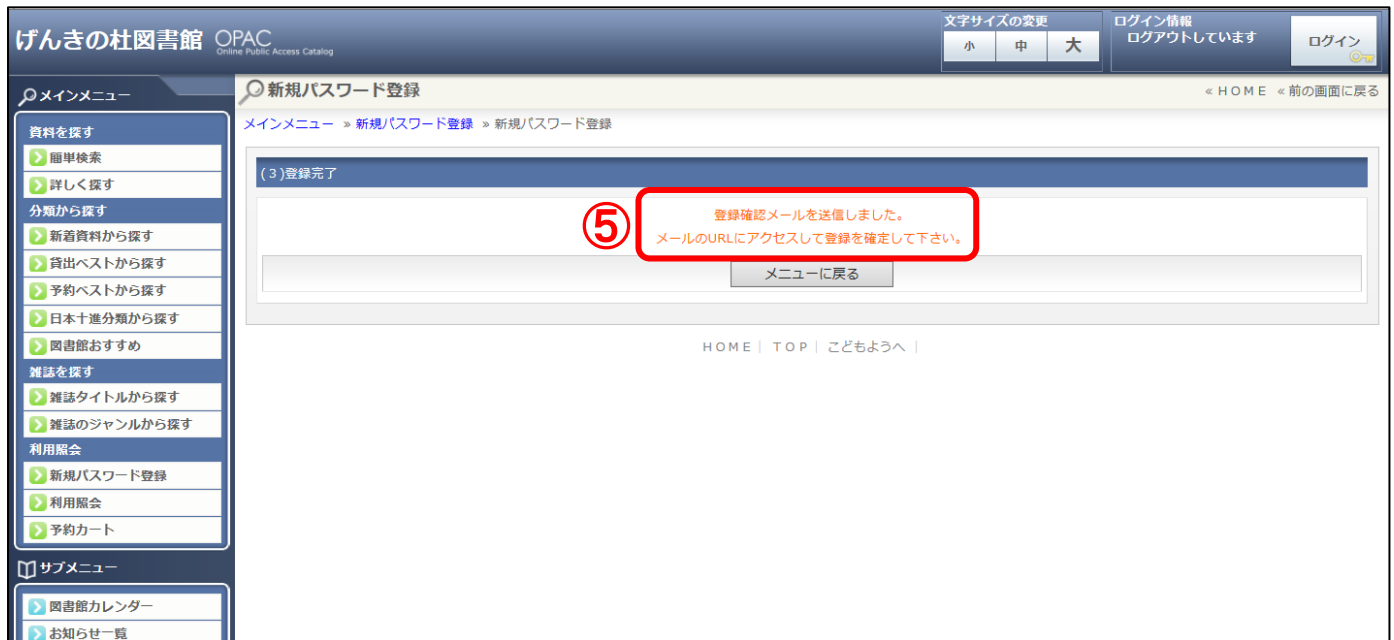 げんきの杜図書館 OPAC
Online Public Access Catalog
文字サイズの変更
小 中 大
ログイン情報
ログアウトしています
ログイン
メインメニュー
資料を探す
簡単検索
詳しく探す
分類から探す
新着資料から探す
貸出ベストから探す
予約ベストから探す
日本十進分類から探す
図書館おすすめ
雑誌を探す
雑誌タイトルから探す
雑誌のジャンルから探す
利用照会
新規パスワード登録
利用照会
予約カート
サブメニュー
図書館カレンダー
お知らせ一覧
新規パスワード登録
«HOME «前の画面に戻る
メインメニュー » 新規パスワード登録 » 新規パスワード登録
(3)登録完了
⑤
登録確認メールを送信しました。
メールのURLにアクセスして登録を確定して下さい。
メニューに戻る
HOME| TOP| こどもようへ |